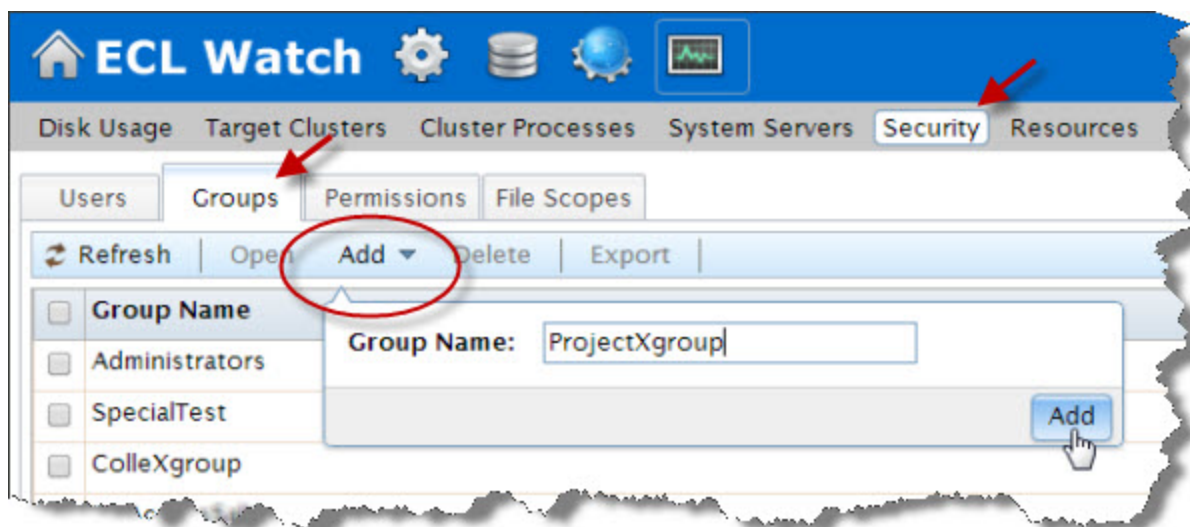 ECL Watch
Disk Usage Target Clusters Cluster Processes System Servers Security Resources
Users Groups Permissions File Scopes
Refresh Open Add Delete Export
Group Name
Group Name: ProjectXgroup
Administrators
SpecialTest
Add
ColleXgroup